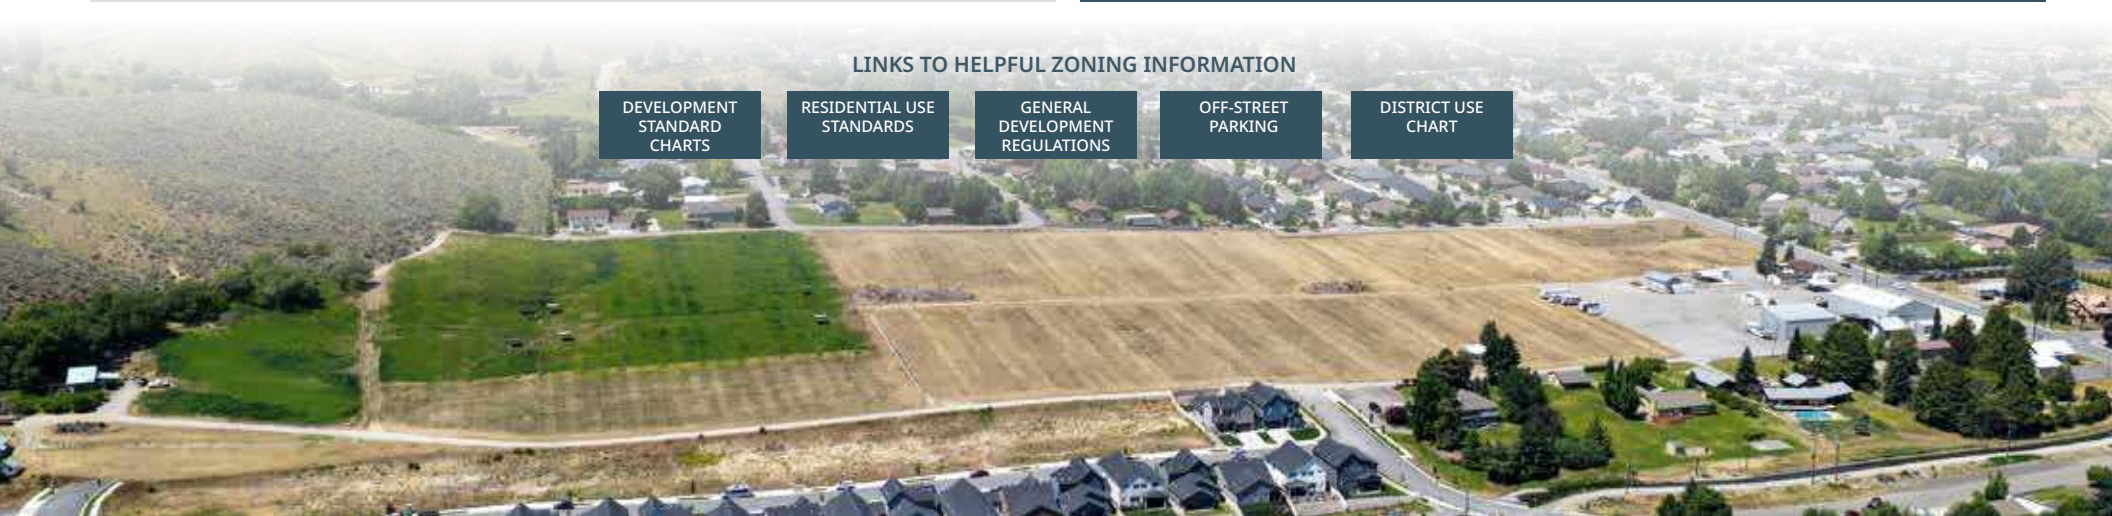 LINKS TO HELPFUL ZONING INFORMATION
DEVELOPMENT
STANDARD
CHARTS
RESIDENTIAL USE
STANDARDS
GENERAL
DEVELOPMENT
REGULATIONS
OFF-STREET
PARKING
DISTRICT USE
CHART